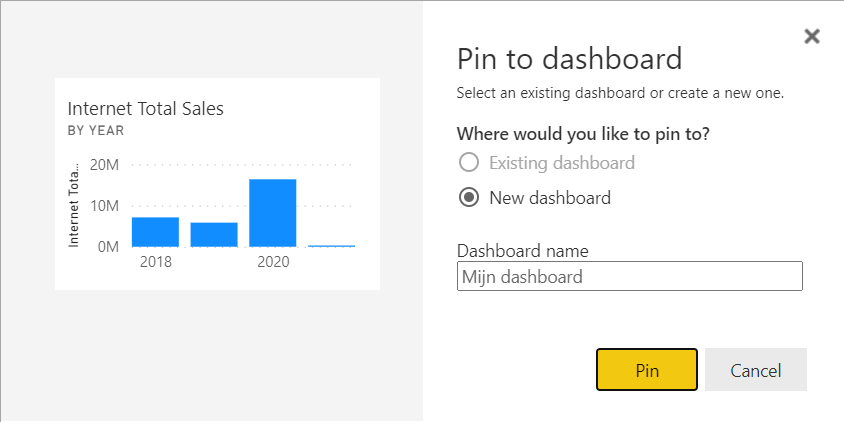 Internet Total Sales
BY YEAR
Internet Tota...
20M
10M
0M
2018
2020
Pin to dashboard
Select an existing dashboard or create a new one.
Where would you like to pin to?
Existing dashboard
New dashboard
Dashboard name
Mijn dashboard
Pin
Cancel